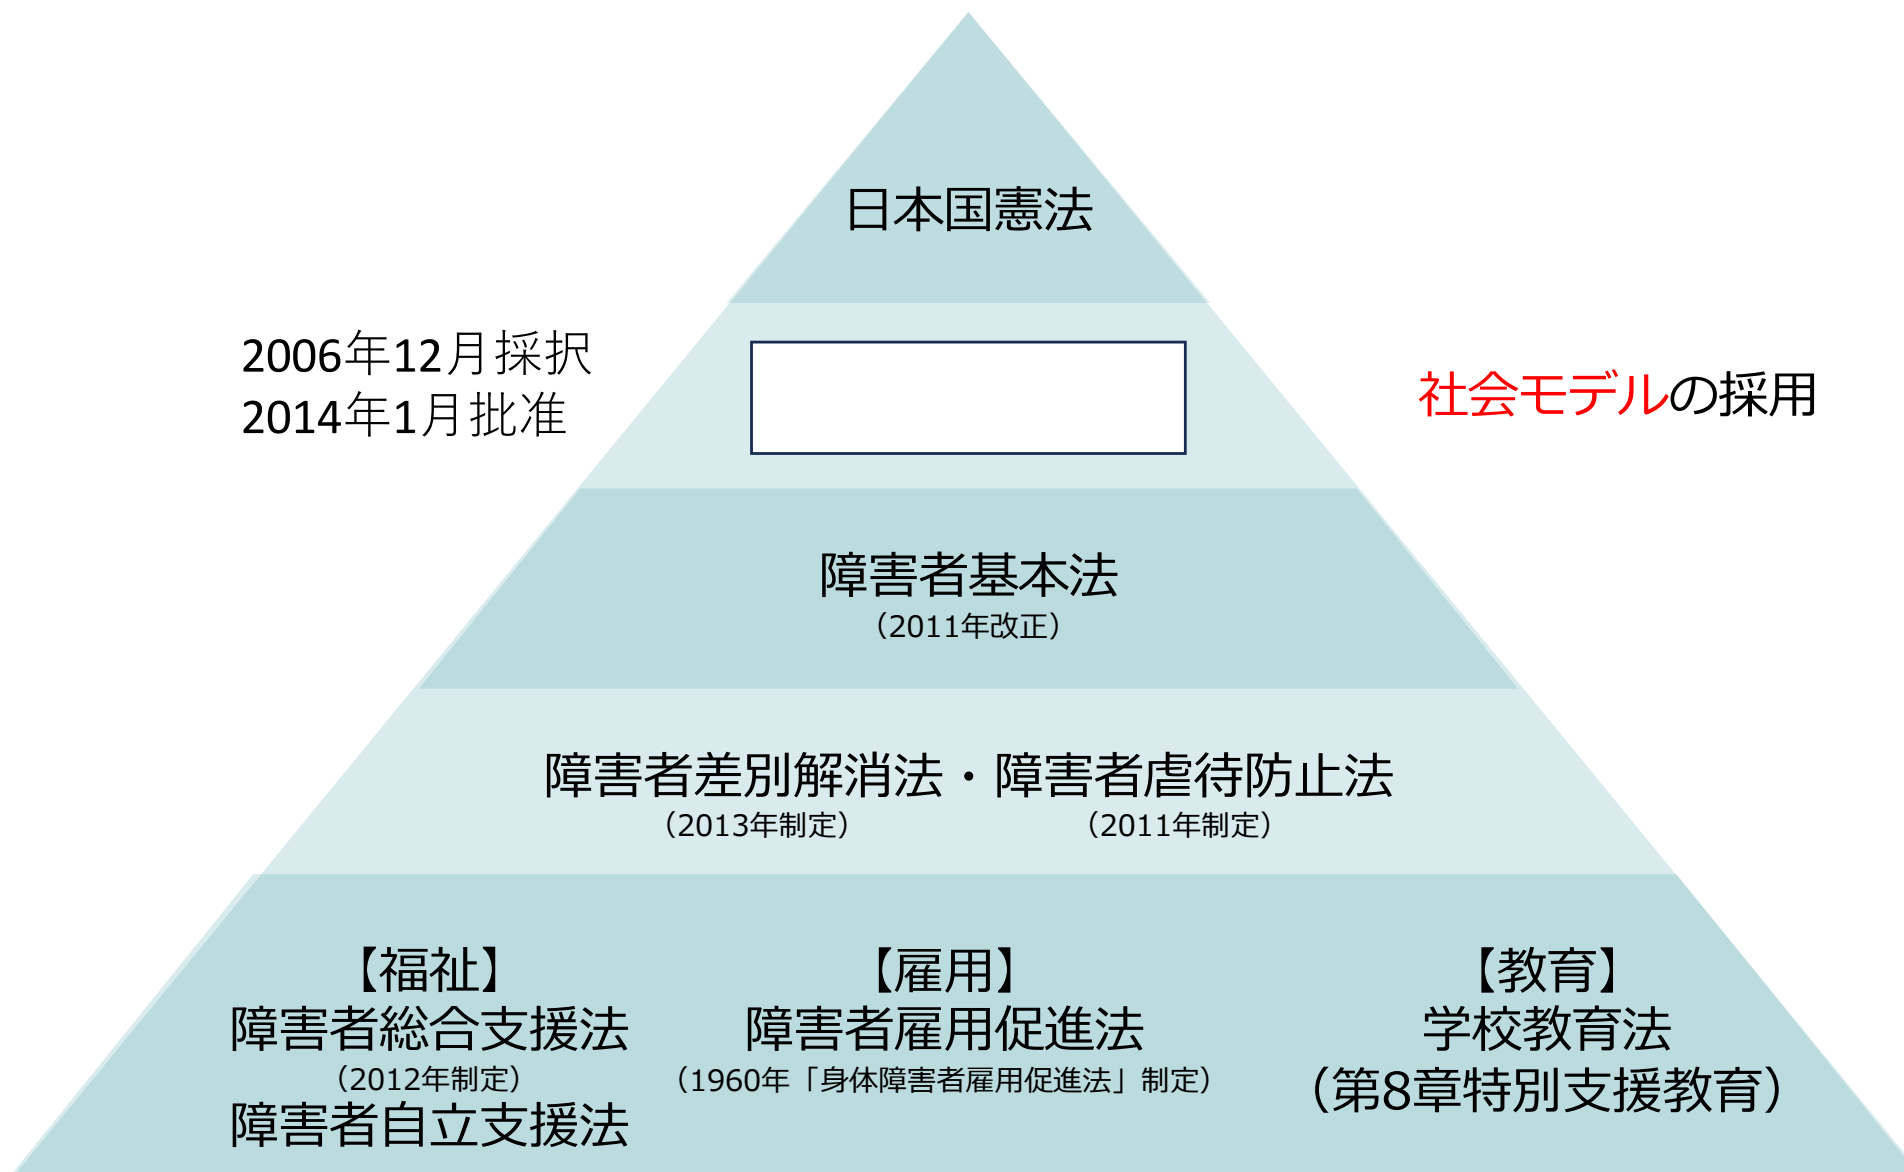 日本国憲法
2006年12月採択
2014年1月批准
社会モデルの採用
障害者基本法
（2011年改正）
障害者差別解消法・障害者虐待防止法
（2013年制定）
（2011年制定）
【福祉】
障害者総合支援法
（2012年制定）
障害者自立支援法
【雇用】
障害者雇用促進法
（1960年「身体障害者雇用促進法」制定）
【教育】
学校教育法
（第8章特別支援教育）